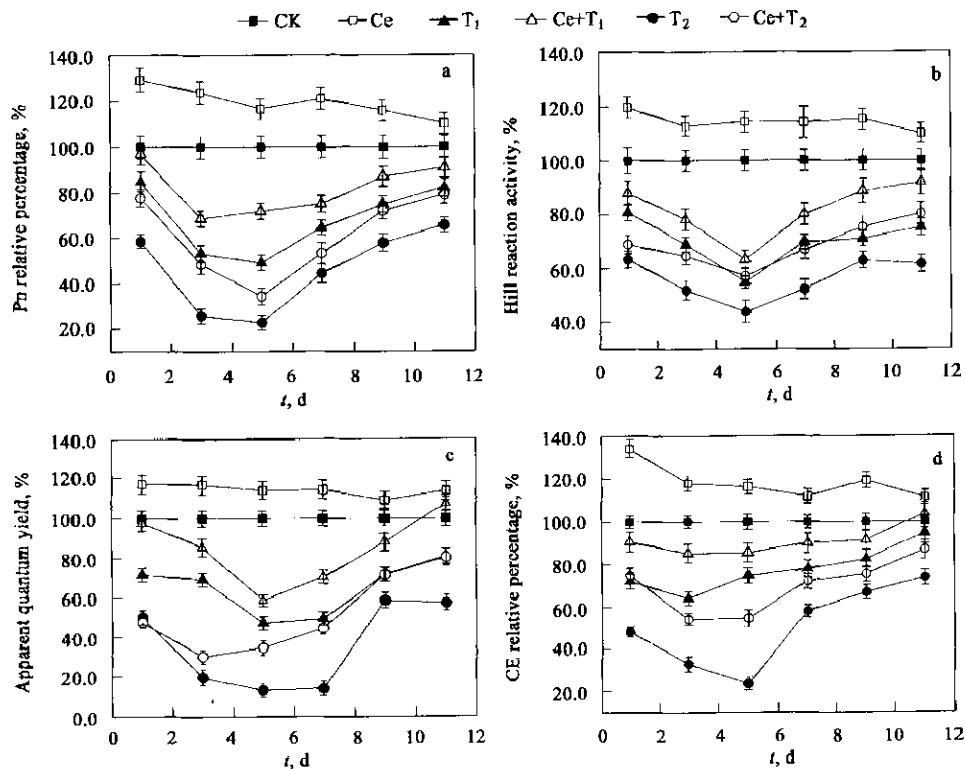 CK Ce T₁ Ce+T₁ T₂ Ce+T₂
a
140.0
120.0
100.0
80.0
60.0
40.0
20.0
Pn relative percentage, %
0 2 4 6 8 10 12
t, d
b
140.0
120.0
100.0
80.0
60.0
40.0
Hill reaction activity, %
0 2 4 6 8 10 12
t, d
c
140.0
120.0
100.0
80.0
60.0
40.0
20.0
0.0
Apparent quantum yield, %
0 2 4 6 8 10 12
t, d
d
140.0
120.0
100.0
80.0
60.0
40.0
20.0
CE relative percentage, %
0 2 4 6 8 10 12
t, d